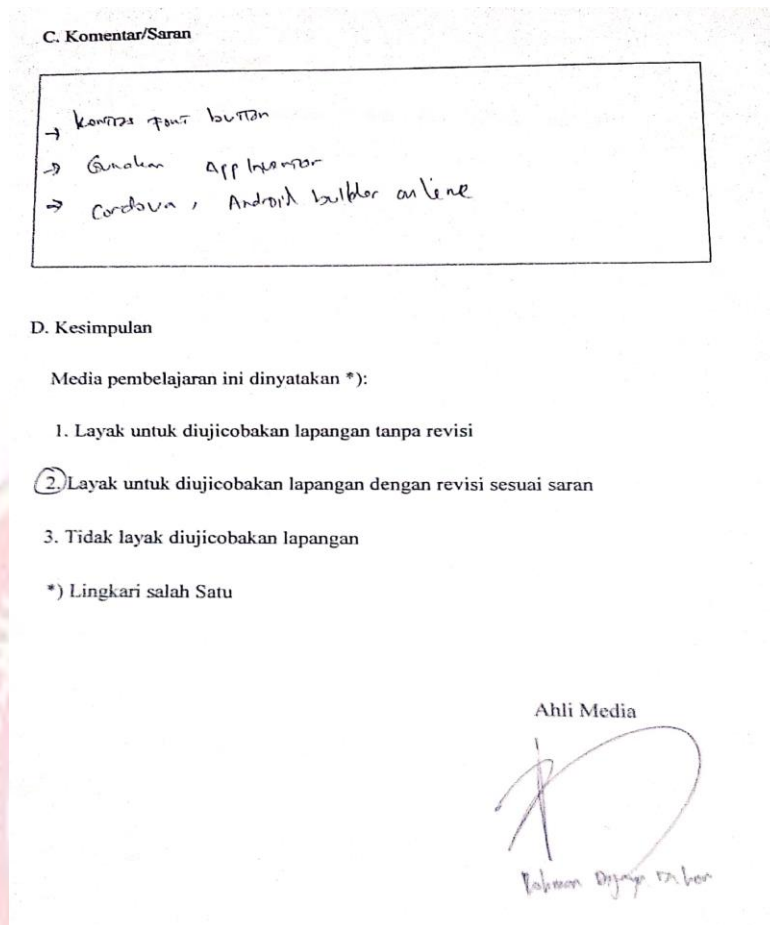 C. Komentar/Saran
→ Kontras font button
→ Gunakan App Inventor
→ Cordova, Android builder online
D. Kesimpulan
Media pembelajaran ini dinyatakan *):
1. Layak untuk diujicobakan lapangan tanpa revisi
2. Layak untuk diujicobakan lapangan dengan revisi sesuai saran
3. Tidak layak diujicobakan lapangan
*) Lingkari salah Satu
Ahli Media